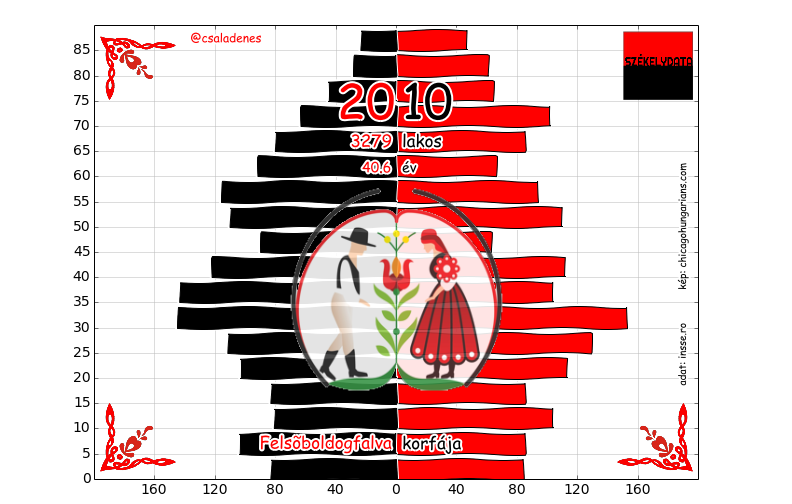 @csaladenes
SZÉKELYDATA
2010
3279 lakos
40.6 év
Felsőboldogfalva korfája
kép: chicagohungarians.com
adat: insse.ro
85
80
75
70
65
60
55
50
45
40
35
30
25
20
15
10
5
0
160 120 80 40 0 40 80 120 160